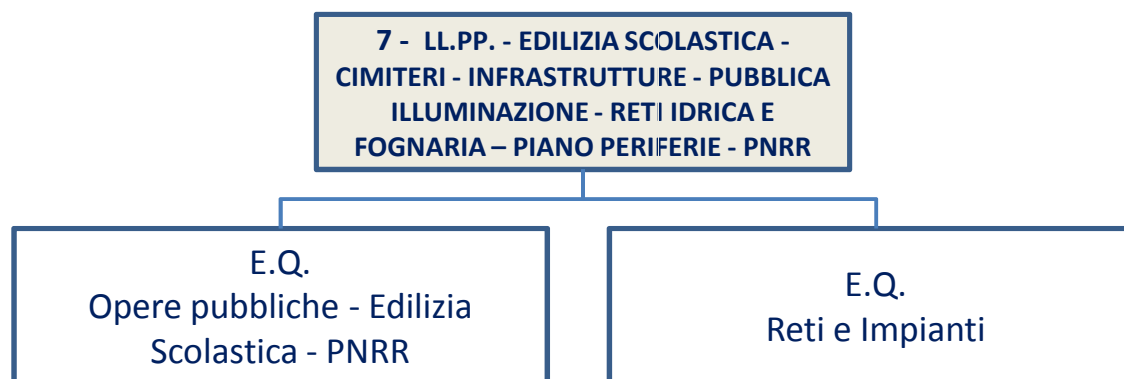 7 - LL.PP. - EDILIZIA SCOLASTICA -
CIMITERI - INFRASTRUTTURE - PUBBLICA
ILLUMINAZIONE - RETI IDRICA E
FOGNARIA – PIANO PERIFERIE - PNRR
E.Q.
Opere pubbliche - Edilizia
Scolastica - PNRR
E.Q.
Reti e Impianti